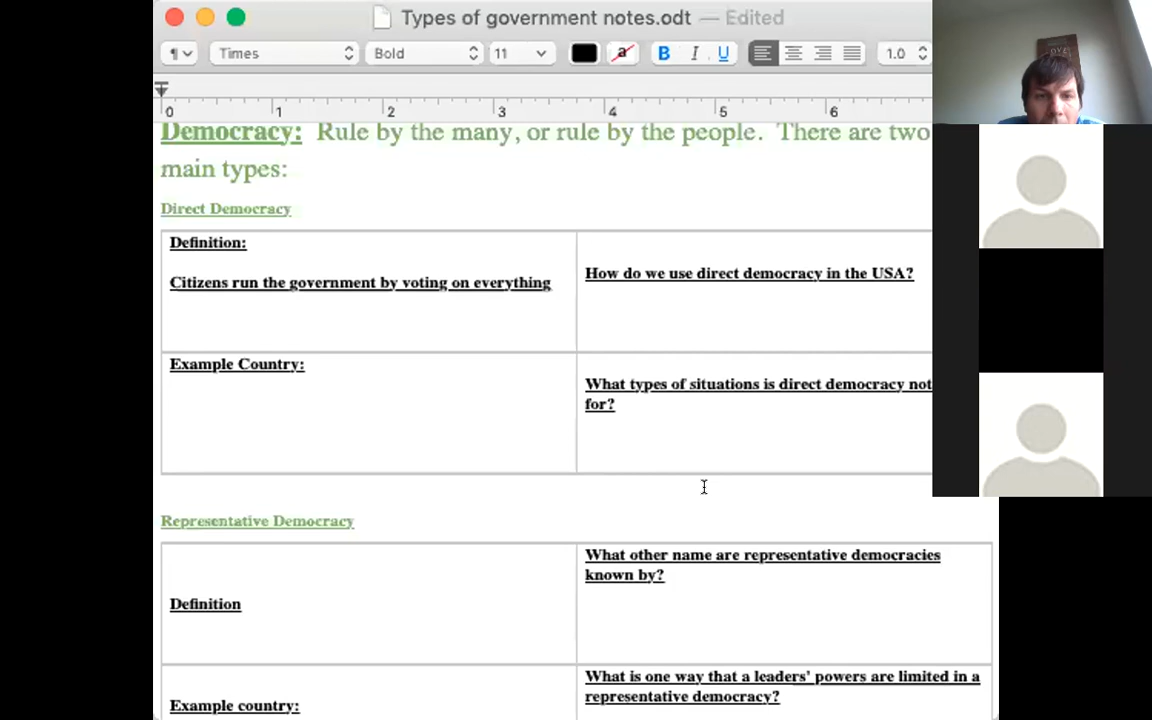 Types of government notes.odt — Edited
¶ Times Bold 11 a B I U 1.0
0 1 2 3 4 5 6
Democracy: Rule by the many, or rule by the people. There are two
main types:
Direct Democracy
Definition:
Citizens run the government by voting on everything
How do we use direct democracy in the USA?
Example Country:
What types of situations is direct democracy not
for?
Representative Democracy
What other name are representative democracies
known by?
Definition
What is one way that a leaders' powers are limited in a
representative democracy?
Example country: